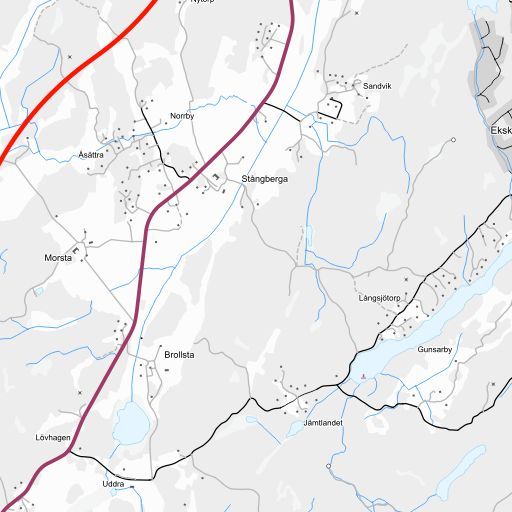 Nytorp
Sandvik
Norrby
Eksk
Åsättra
Stångberga
Morsta
Långsjötorp
Gunsarby
Brollsta
Jämtlandet
Lövhagen
Uddra